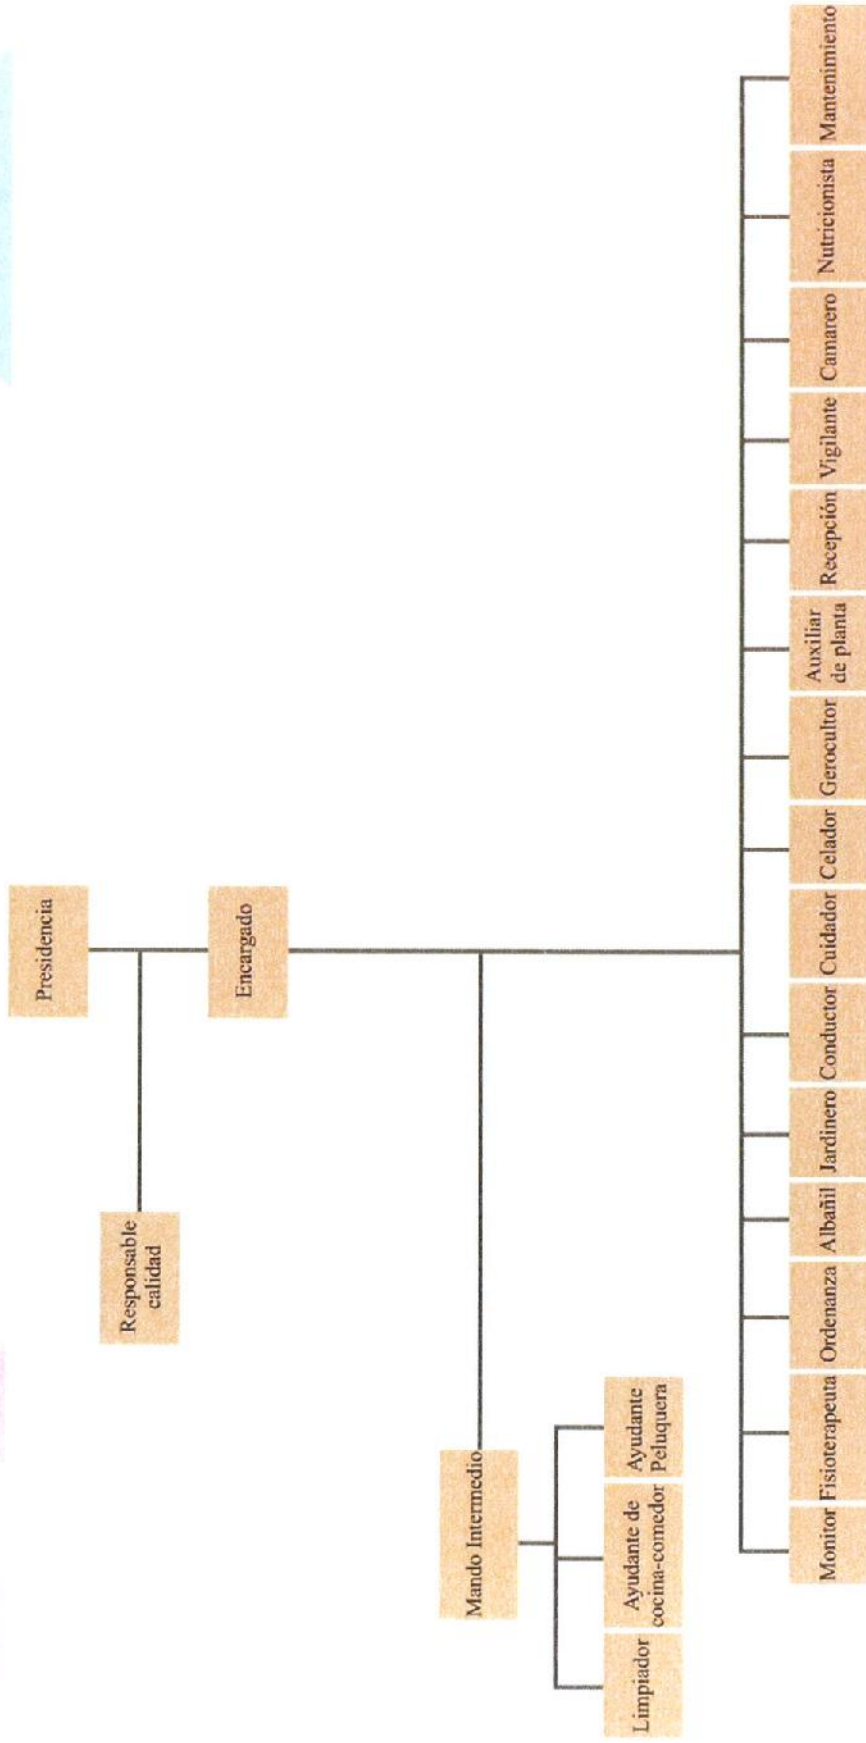 Presidencia
Responsable
calidad
Encargado
Mando Intermedio
Limpiador
Ayudante de
cocina-comedor
Ayudante
Peluquera
Monitor
Fisioterapeuta
Ordenanza
Albañil
Jardinero
Conductor
Cuidador
Celador
Gerocultor
Auxiliar
de planta
Recepción
Vigilante
Camarero
Nutricionista
Mantenimiento